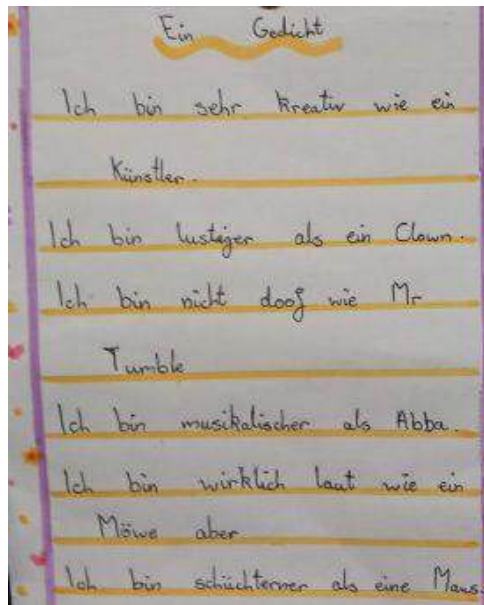 Ein Gedicht
Ich bin sehr kreativ wie ein
Künstler.
Ich bin lustiger als ein Clown.
Ich bin nicht doof wie Mr
Tumble
Ich bin musikalischer als Abba.
Ich bin wirklich laut wie ein
Möwe aber
Ich bin schüchterner als eine Maus.